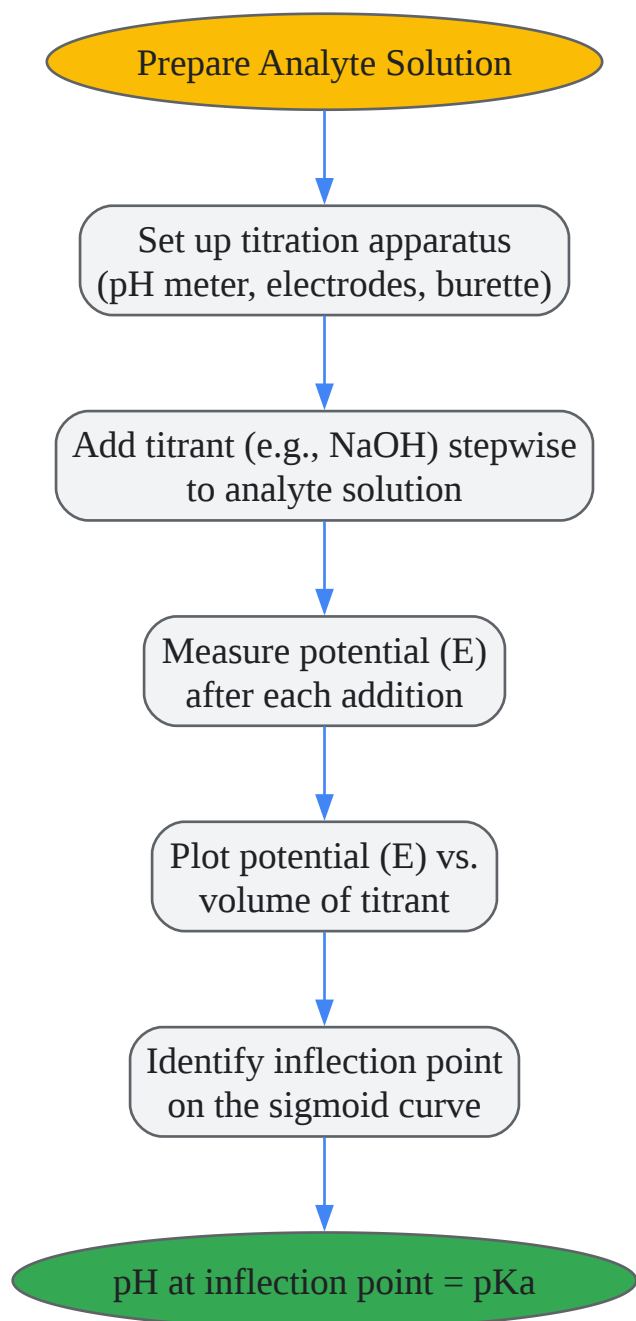 Prepare Analyte Solution
Set up titration apparatus
(pH meter, electrodes, burette)
Add titrant (e.g., NaOH) stepwise
to analyte solution
Measure potential (E)
after each addition
Plot potential (E) vs.
volume of titrant
Identify inflection point
on the sigmoid curve
pH at inflection point = pKa